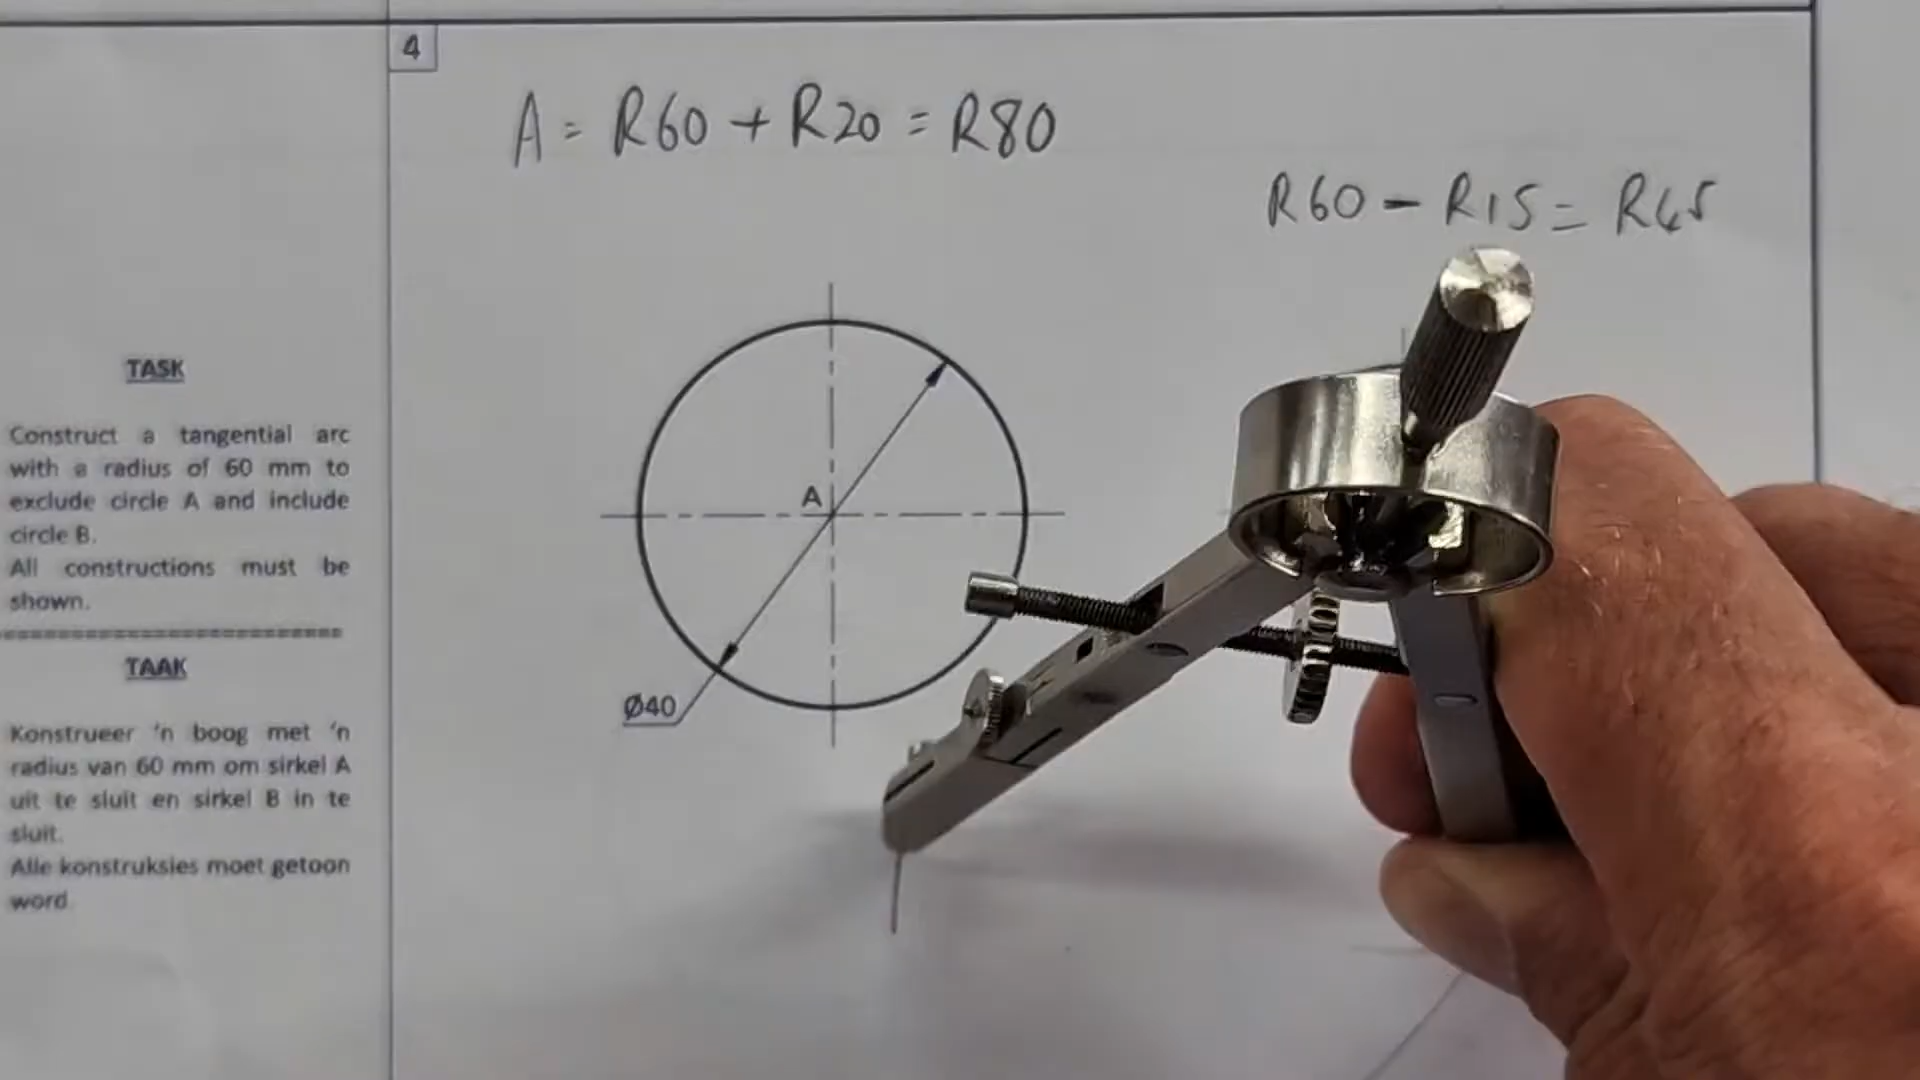 4
A = R60 + R20 = R80
R60 - R15 = R45
TASK
Construct a tangential arc
with a radius of 60 mm to
exclude circle A and include
circle B.
All constructions must be
shown.
==========================
TAAK
Konstrueer 'n boog met 'n
radius van 60 mm om sirkel A
uit te sluit en sirkel B in te
sluit.
Alle konstruksies moet getoon
word.
A
Ø40